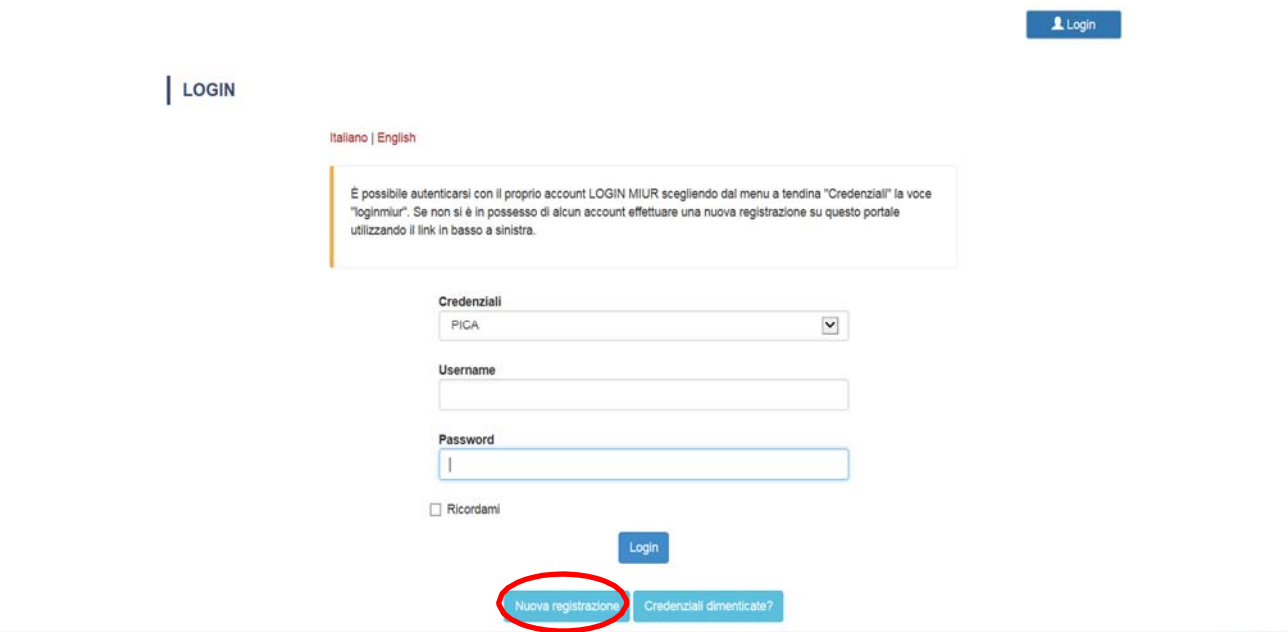 Login
LOGIN
Italiano | English
È possibile autenticarsi con il proprio account LOGIN MIUR scegliendo dal menu a tendina "Credenziali" la voce
"loginmiur". Se non si è in possesso di alcun account effettuare una nuova registrazione su questo portale
utilizzando il link in basso a sinistra.
Credenziali
PICA
Username
Password
Ricordami
Login
Nuova registrazione Credenziali dimenticate?